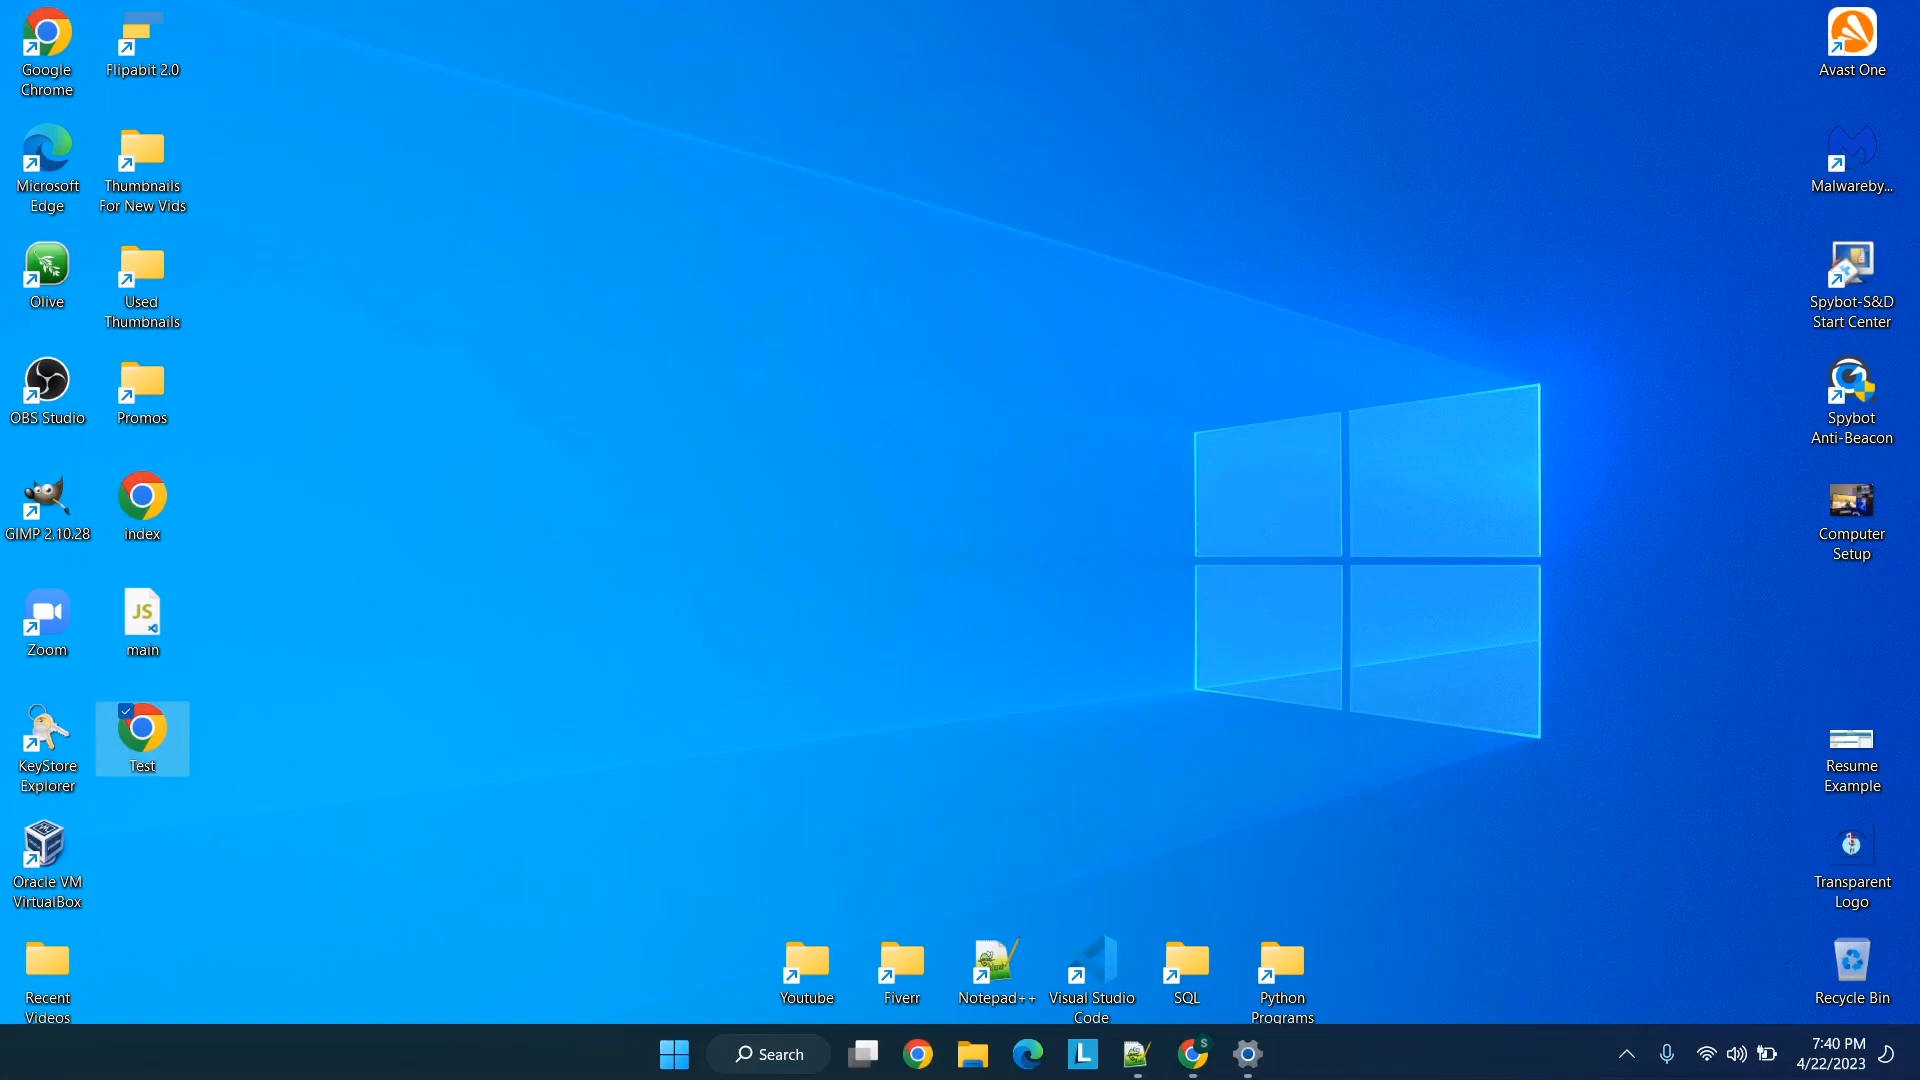 Google
Chrome
Flipabit 2.0
Avast One
Microsoft
Edge
Thumbnails
For New Vids
Malwareby...
Olive
Used
Thumbnails
Spybot-S&D
Start Center
OBS Studio
Promos
Spybot
Anti-Beacon
GIMP 2.10.28
index
Computer
Setup
JS
Zoom
main
KeyStore
Explorer
Test
Resume
Example
Oracle VM
VirtualBox
Transparent
Logo
Recent
Videos
Youtube
Fiverr
Notepad++
Visual Studio
Code
SQL
Python
Programs
Recycle Bin
Search
L
S
7:40 PM
4/22/2023